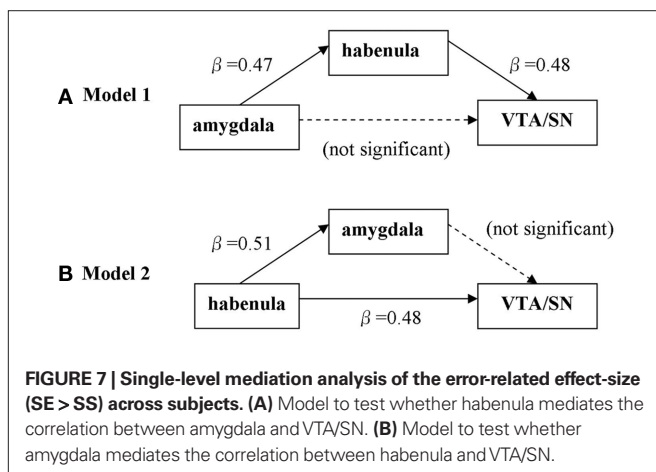 habenula
β =0.47
β =0.48
A Model 1
amygdala
VTA/SN
(not significant)
amygdala
(not significant)
β =0.51
B Model 2
habenula
VTA/SN
β =0.48
FIGURE 7 | Single-level mediation analysis of the error-related effect-size
(SE > SS) across subjects. (A) Model to test whether habenula mediates the
correlation between amygdala and VTA/SN. (B) Model to test whether
amygdala mediates the correlation between habenula and VTA/SN.